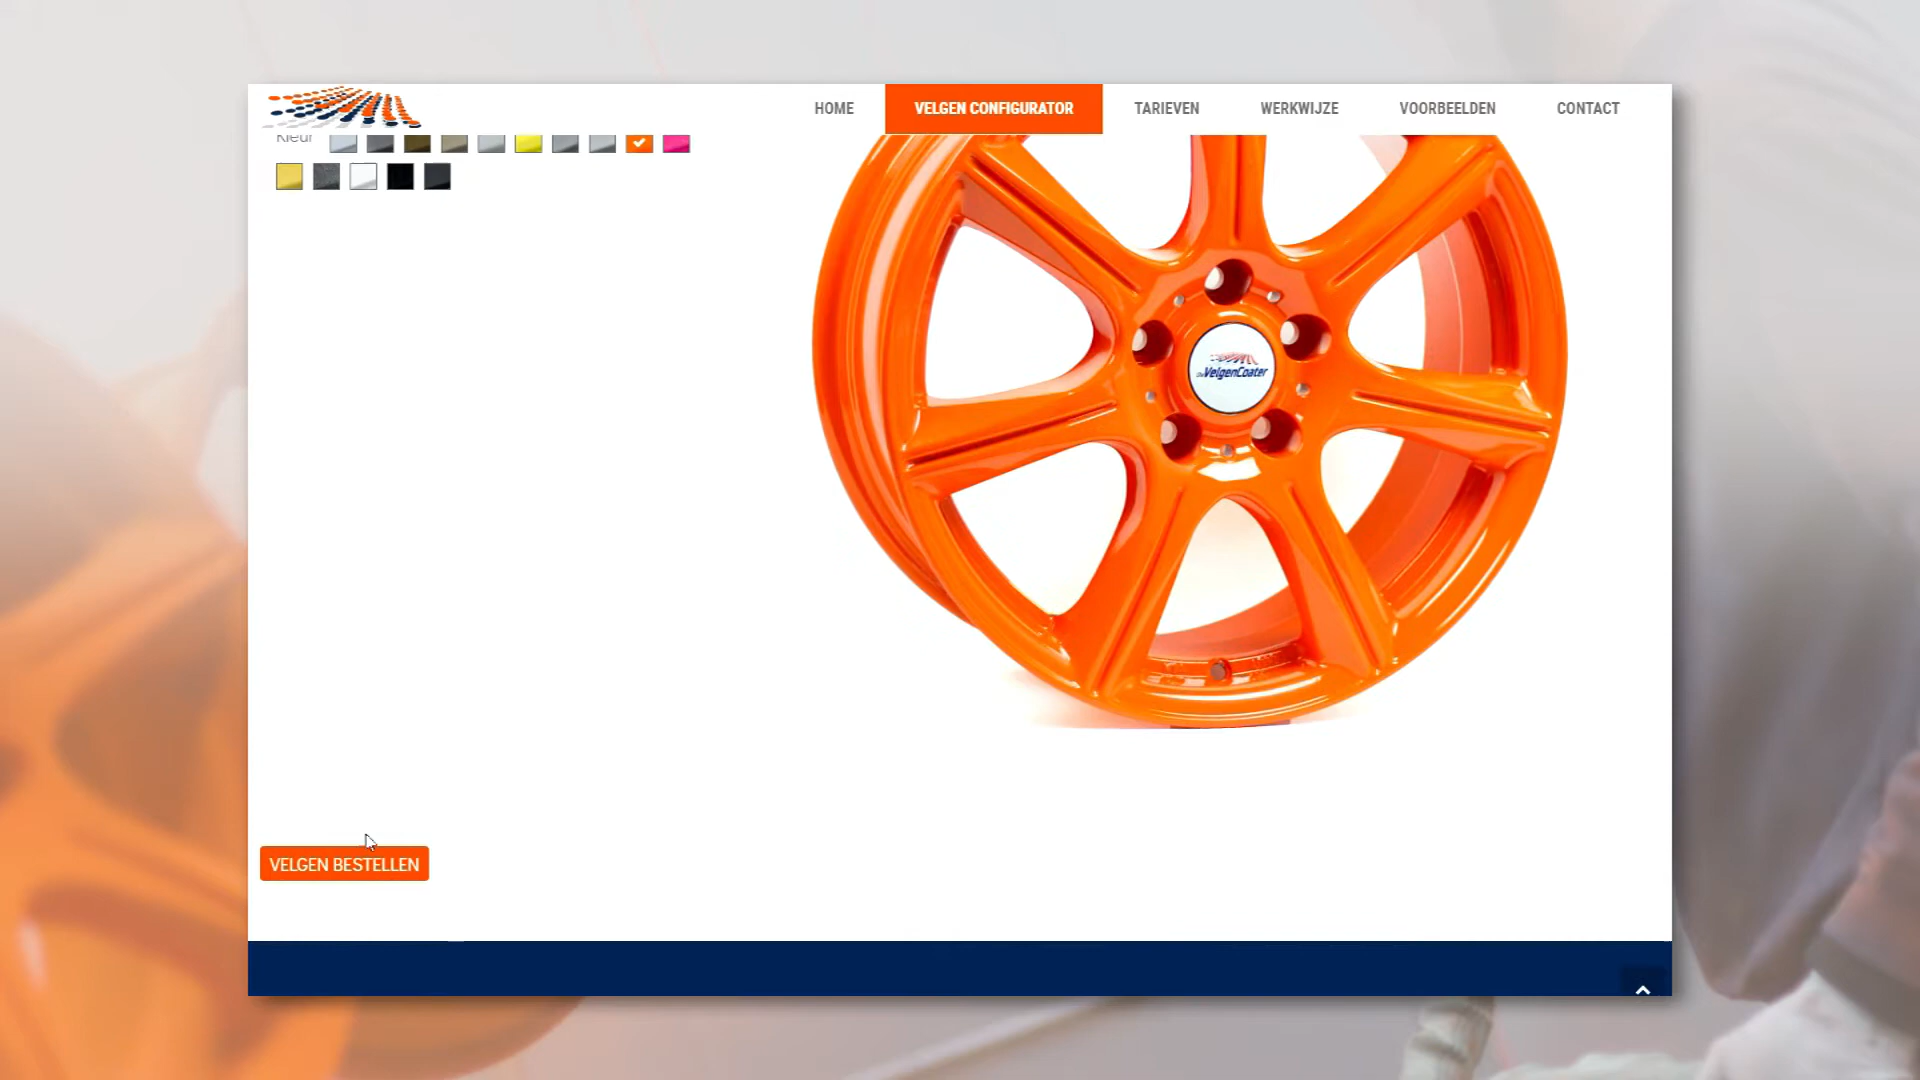 HOME VELGEN CONFIGURATOR TARIEVEN WERKWIJZE VOORBEELDEN CONTACT
Kleur
VelgenCoater
VELGEN BESTELLEN